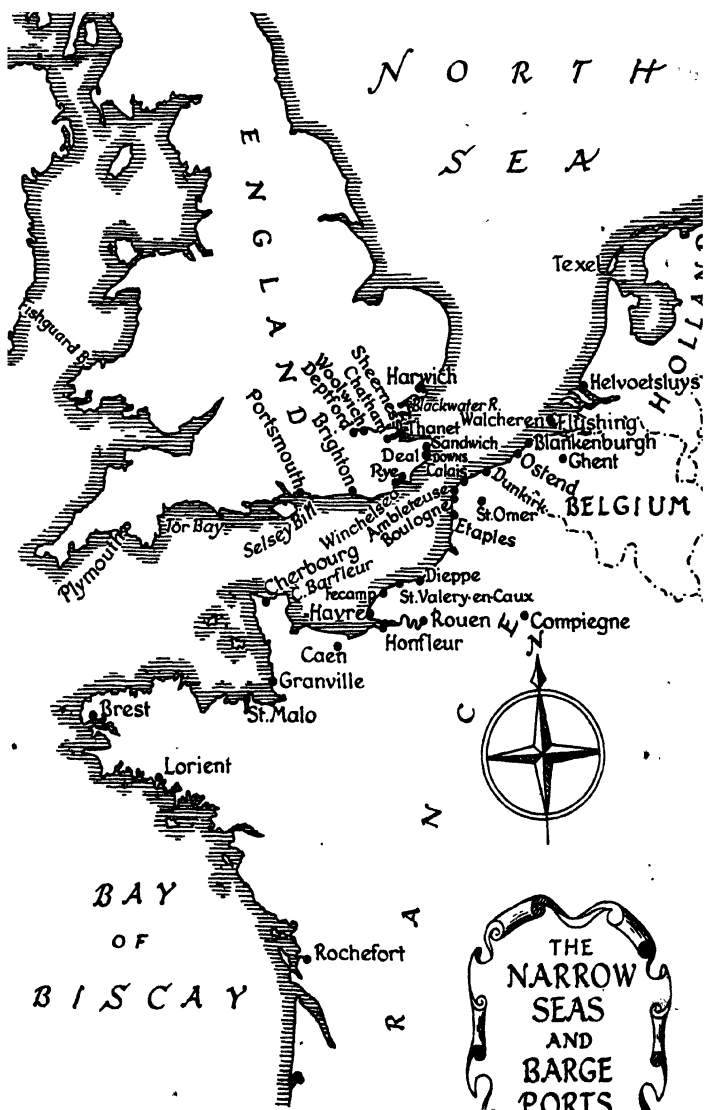 NORTH
SEA
ENGLAND
Texel
HOLLAND
Fishguard B.
Harwich
Helvoetsluys
Sheerness
Chatham
Woolwich
Deptford
Blackwater R.
Walcheren
Flushing
Thanet
Portsmouth
Brighton
Sandwich
Blankenburgh
Deal
Downs
Ghent
Rye
Calais
Ostend
Dunkirk
BELGIUM
Winchelsea
Ambleteuse
Boulogne
St.Omer
Etaples
Tor Bay
Selsey Bill
Plymouth
Cherbourg
C. Barfleur
Dieppe
Fecamp
St.Valery-en-Caux
Havre
Rouen
Compiegne
Honfleur
Caen
N
Granville
St.Malo
Brest
FRANCE
Lorient
BAY
OF
BISCAY
Rochefort
THE
NARROW
SEAS
AND
BARGE
PORTS